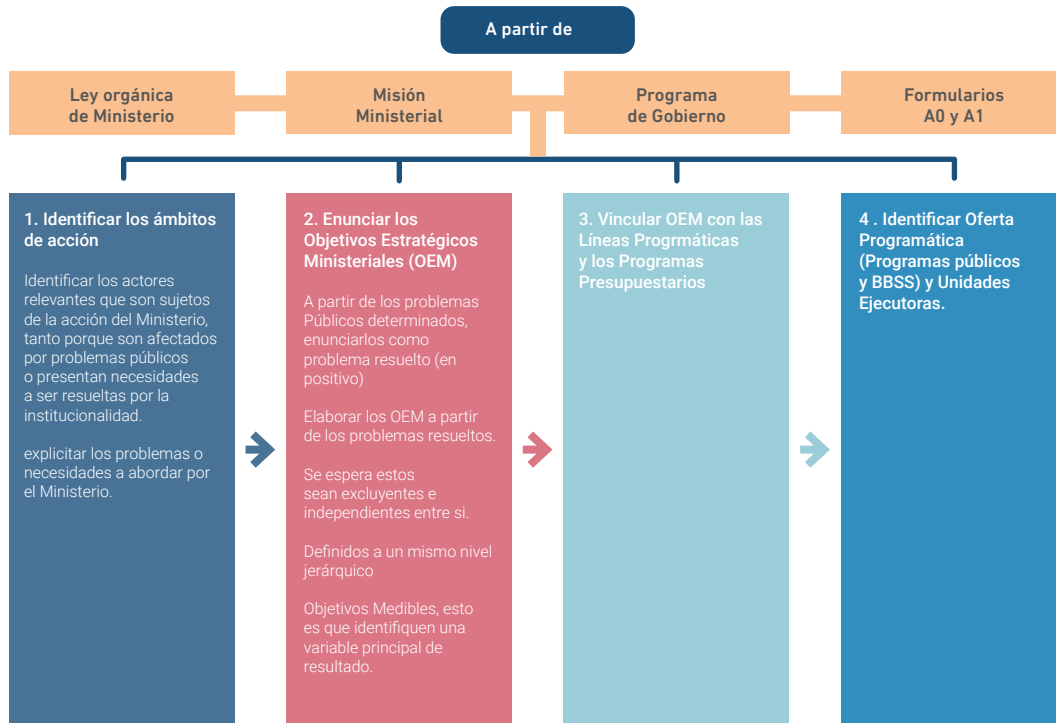 A partir de
Ley orgánica
de Ministerio
Misión
Ministerial
Programa
de Gobierno
Formularios
A0 y A1
1. Identificar los ámbitos
de acción
Identificar los actores
relevantes que son sujetos
de la acción del Ministerio,
tanto porque son afectados
por problemas públicos
o presentan necesidades
a ser resueltas por la
institucionalidad.
explicitar los problemas o
necesidades a abordar por
el Ministerio.
2. Enunciar los
Objetivos Estratégicos
Ministeriales (OEM)
A partir de los problemas
Públicos determinados,
enunciarlos como
problema resuelto (en
positivo)
Elaborar los OEM a partir
de los problemas resueltos.
Se espera estos
sean excluyentes e
independientes entre si.
Definidos a un mismo nivel
jerárquico
Objetivos Medibles, esto
es que identifiquen una
variable principal de
resultado.
3. Vincular OEM con las
Líneas Progrmáticas
y los Programas
Presupuestarios
4 . Identificar Oferta
Programática
(Programas públicos
y BBSS) y Unidades
Ejecutoras.